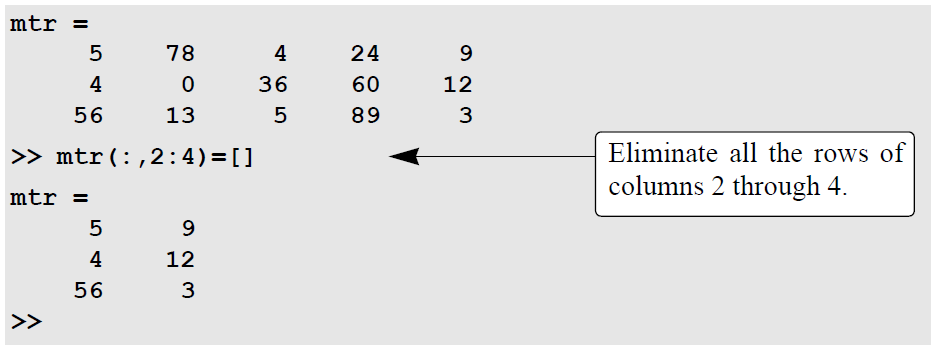 mtr =
5 78 4 24 9
4 0 36 60 12
56 13 5 89 3
>> mtr(:,2:4)=[]
Eliminate all the rows of
columns 2 through 4.
mtr =
5 9
4 12
56 3
>>